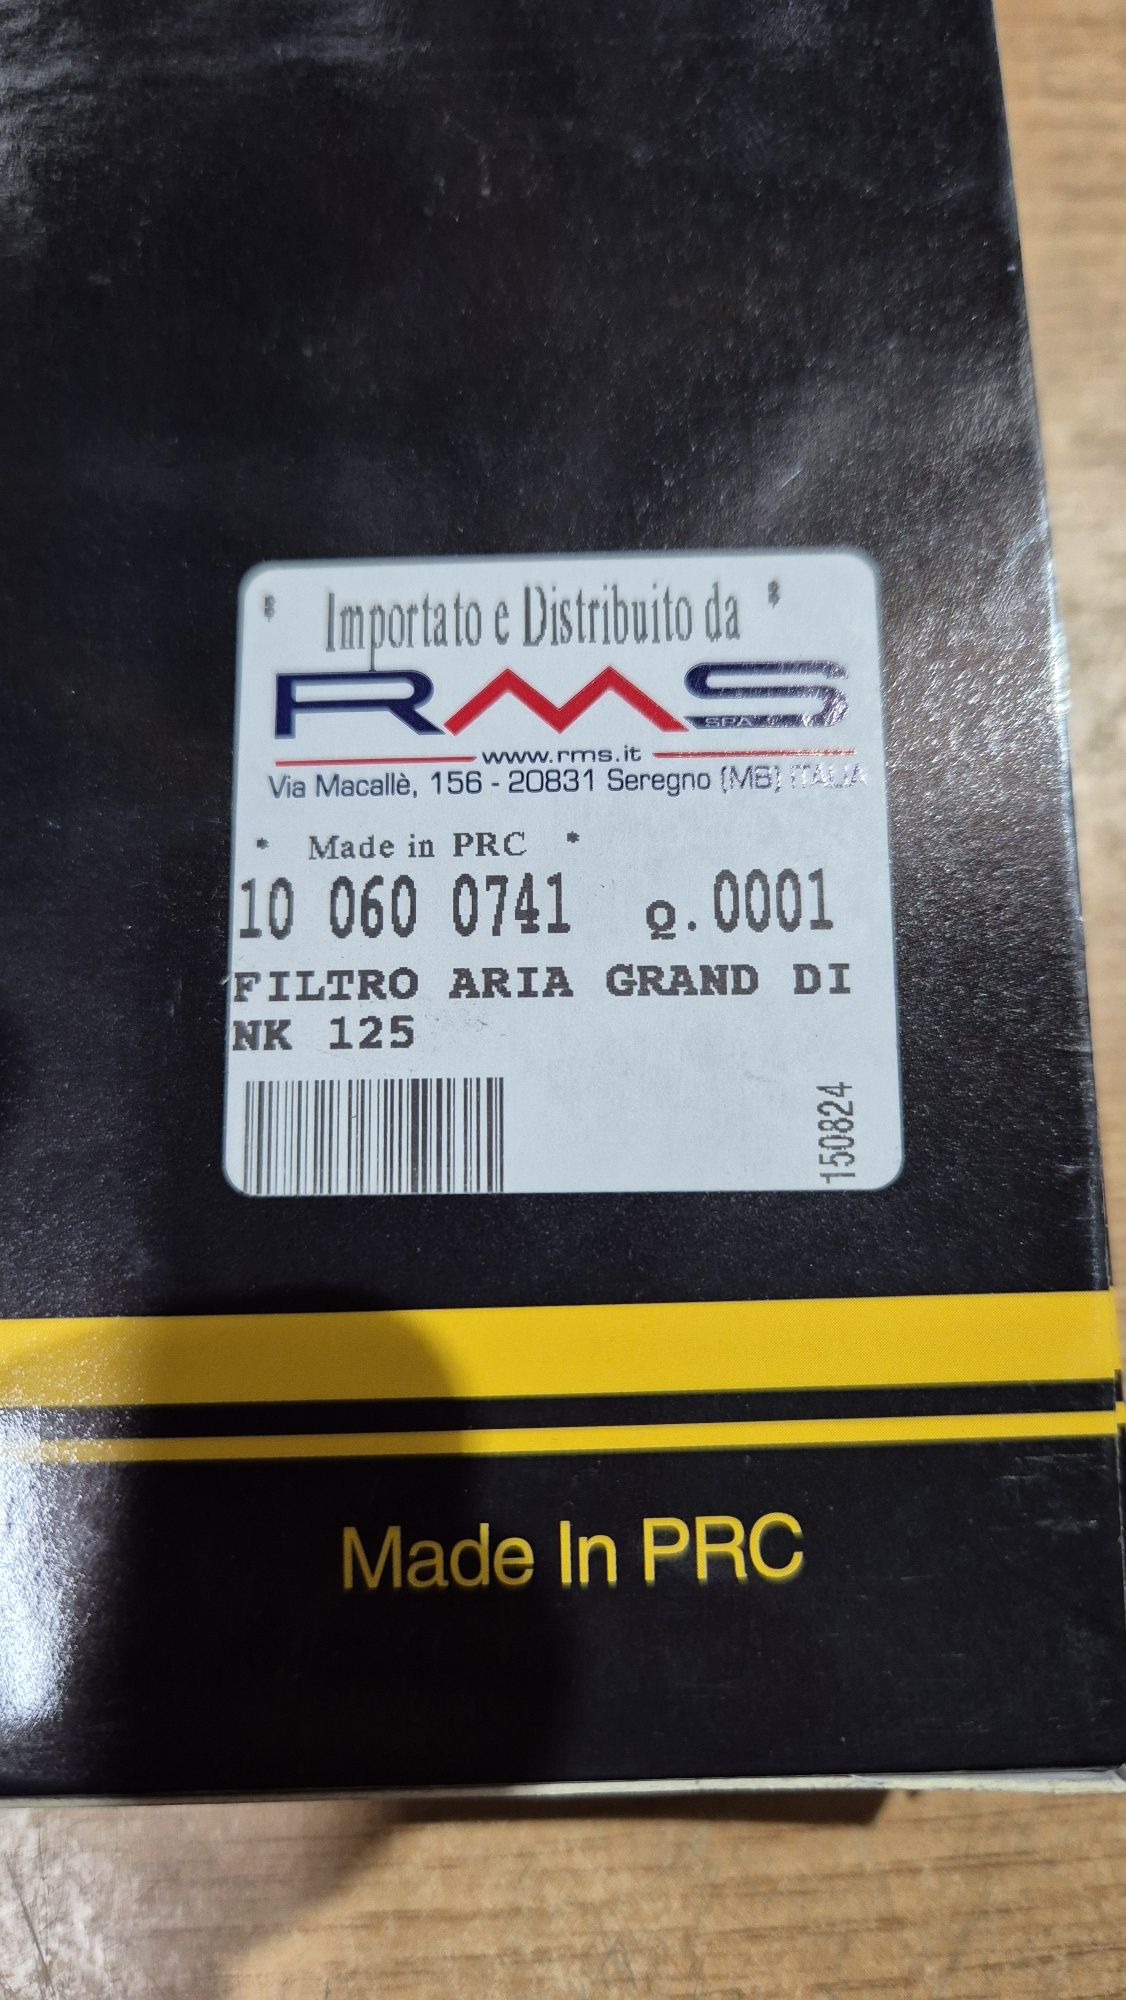 * Importato e Distribuito da *
RMS
SPA
www.rms.it
Via Macallè, 156 - 20831 Seregno (MB) ITALIA
* Made in PRC *
10 060 0741 Q.0001
FILTRO ARIA GRAND DI
NK 125
150824
Made In PRC